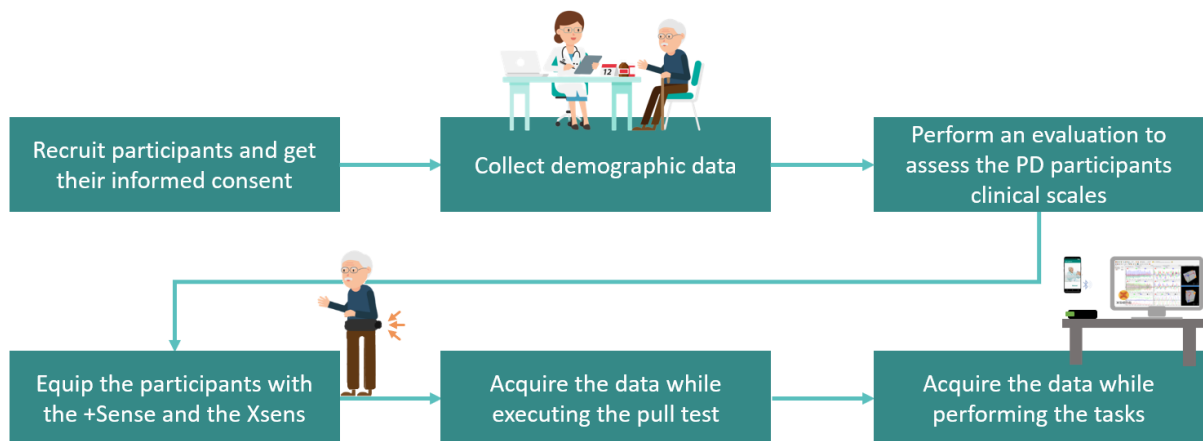 Recruit participants and get
their informed consent
12
Collect demographic data
Perform an evaluation to
assess the PD participants
clinical scales
Equip the participants with
the +Sense and the Xsens
Acquire the data while
executing the pull test
Acquire the data while
performing the tasks